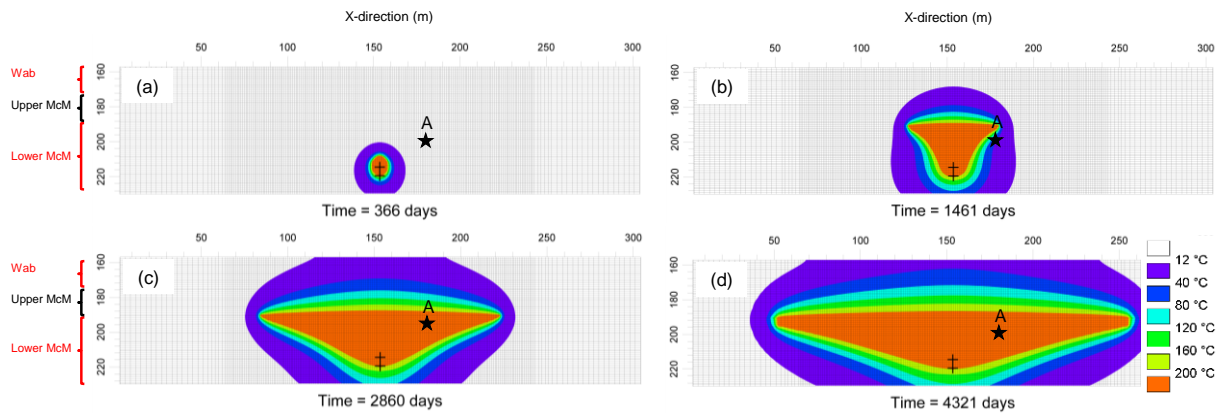 X-direction (m)
X-direction (m)
50 100 150 200 250 300
50 100 150 200 250 300
Wab
Upper McM
Lower McM
160
180
200
220
(a)
A
Time = 366 days
160
180
200
220
(b)
A
Time = 1461 days
50 100 150 200 250 300
50 100 150 200 250
Wab
Upper McM
Lower McM
160
180
200
220
(c)
A
Time = 2860 days
160
180
200
220
(d)
A
Time = 4321 days
12 °C
40 °C
80 °C
120 °C
160 °C
200 °C